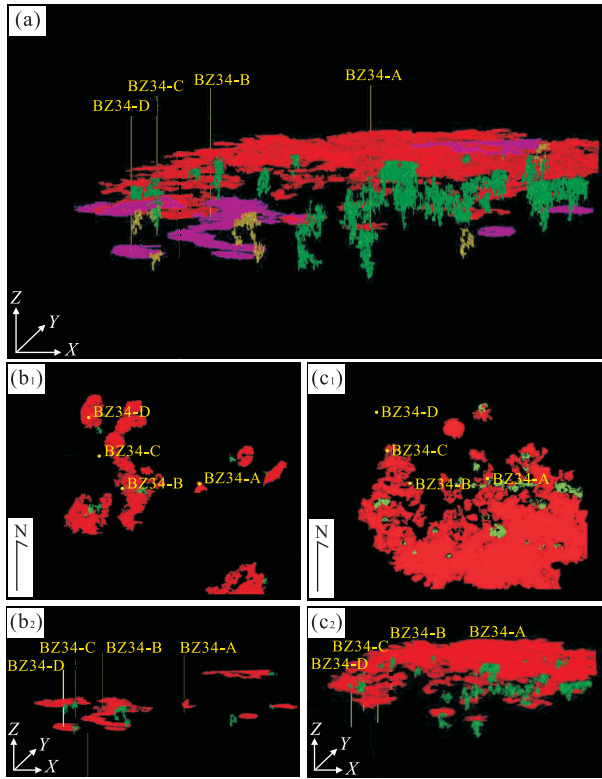 (a)
BZ34-A
BZ34-B
BZ34-C
BZ34-D
Z
Y
X
(b₁)
BZ34-D
BZ34-C
BZ34-B
BZ34-A
N
(c₁)
BZ34-D
BZ34-C
BZ34-B
BZ34-A
N
(b₂)
BZ34-C
BZ34-B
BZ34-A
BZ34-D
Z
Y
X
(c₂)
BZ34-B
BZ34-A
BZ34-C
BZ34-D
Z
Y
X